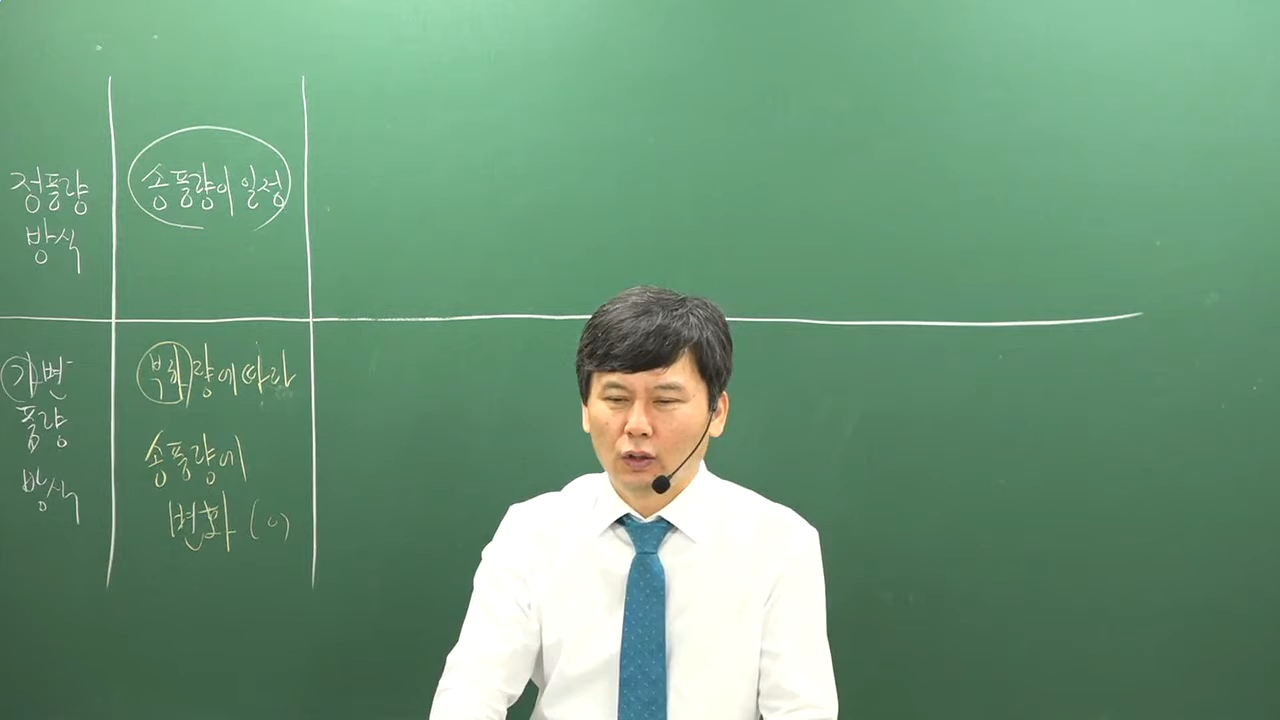 정풍량
방식
송풍량이 일정
가변
풍량
방식
부하량에 따라
송풍량에
변화 (o)